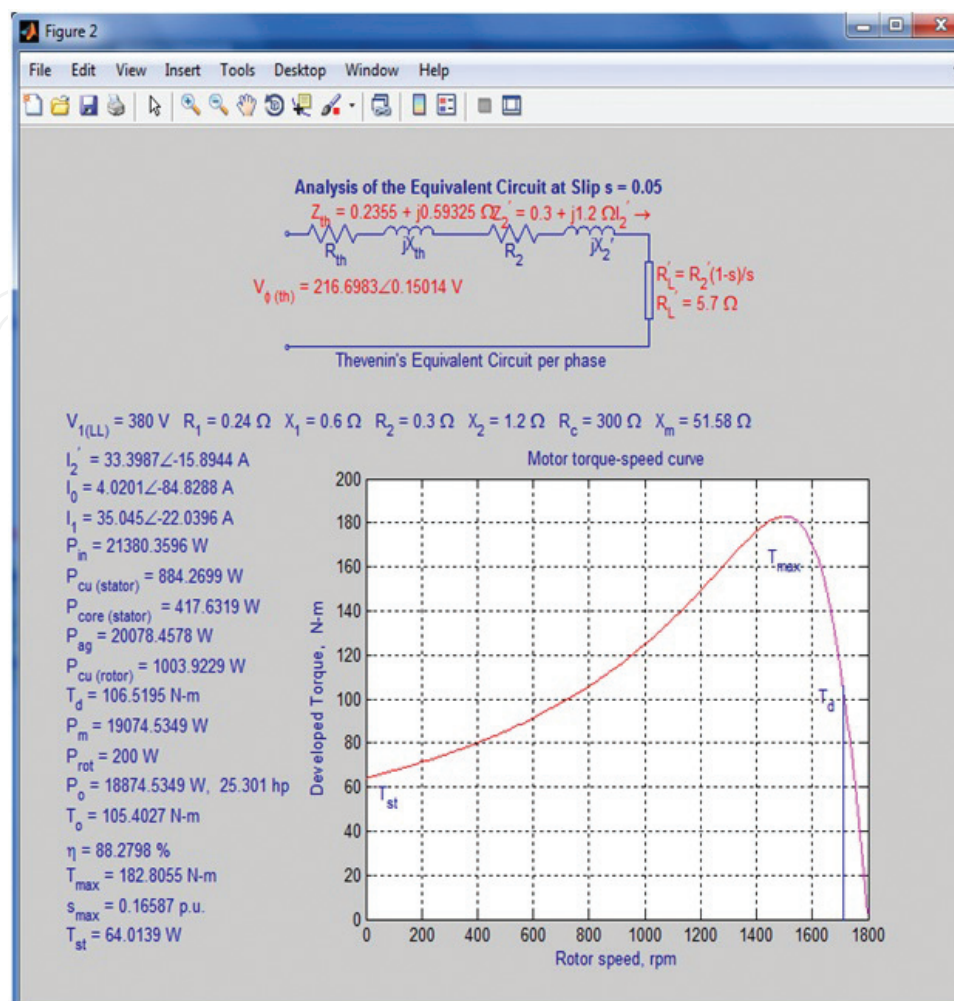 Figure 2
File Edit View Insert Tools Desktop Window Help
Analysis of the Equivalent Circuit at Slip s = 0.05
Z_th = 0.2355 + j0.59325 Ω
Z_2' = 0.3 + j1.2 Ω
I_2' →
R_th
jX_th
R_2
jX_2'
V_ϕ (th) = 216.6983∠0.15014 V
R_L' = R_2'(1-s)/s
R_L' = 5.7 Ω
Thevenin's Equivalent Circuit per phase
V_1(LL) = 380 V R_1 = 0.24 Ω X_1 = 0.6 Ω R_2 = 0.3 Ω X_2 = 1.2 Ω R_c = 300 Ω X_m = 51.58 Ω
I_2' = 33.3987∠-15.8944 A
I_0 = 4.0201∠-84.8288 A
I_1 = 35.045∠-22.0396 A
P_in = 21380.3596 W
P_cu (stator) = 884.2699 W
P_core (stator) = 417.6319 W
P_ag = 20078.4578 W
P_cu (rotor) = 1003.9229 W
T_d = 106.5195 N-m
P_m = 19074.5349 W
P_rot = 200 W
P_o = 18874.5349 W, 25.301 hp
T_o = 105.4027 N-m
η = 88.2798 %
T_max = 182.8055 N-m
s_max = 0.16587 p.u.
T_st = 64.0139 W
Motor torque-speed curve
Developed Torque, N-m
200
180
160
140
120
100
80
60
40
20
0
T_max
T_d
T_st
0 200 400 600 800 1000 1200 1400 1600 1800
Rotor speed, rpm